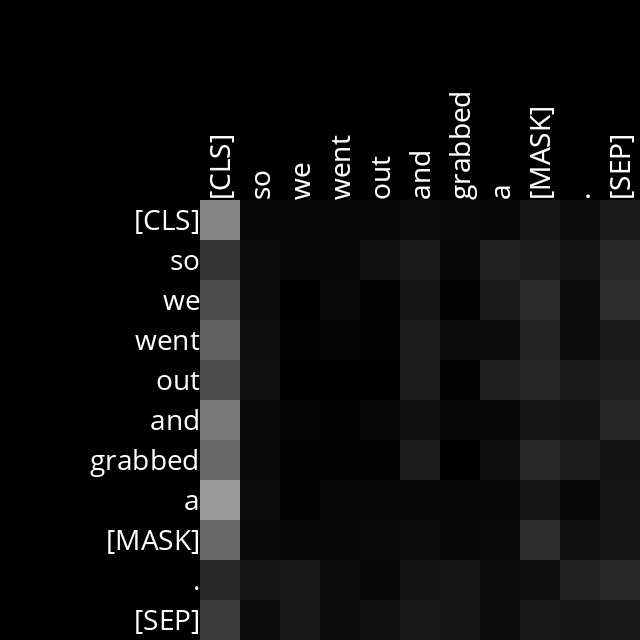 [CLS] so we went out and grabbed a [MASK] . [SEP]
[CLS]
so
we
went
out
and
grabbed
a
[MASK]
.
[SEP]